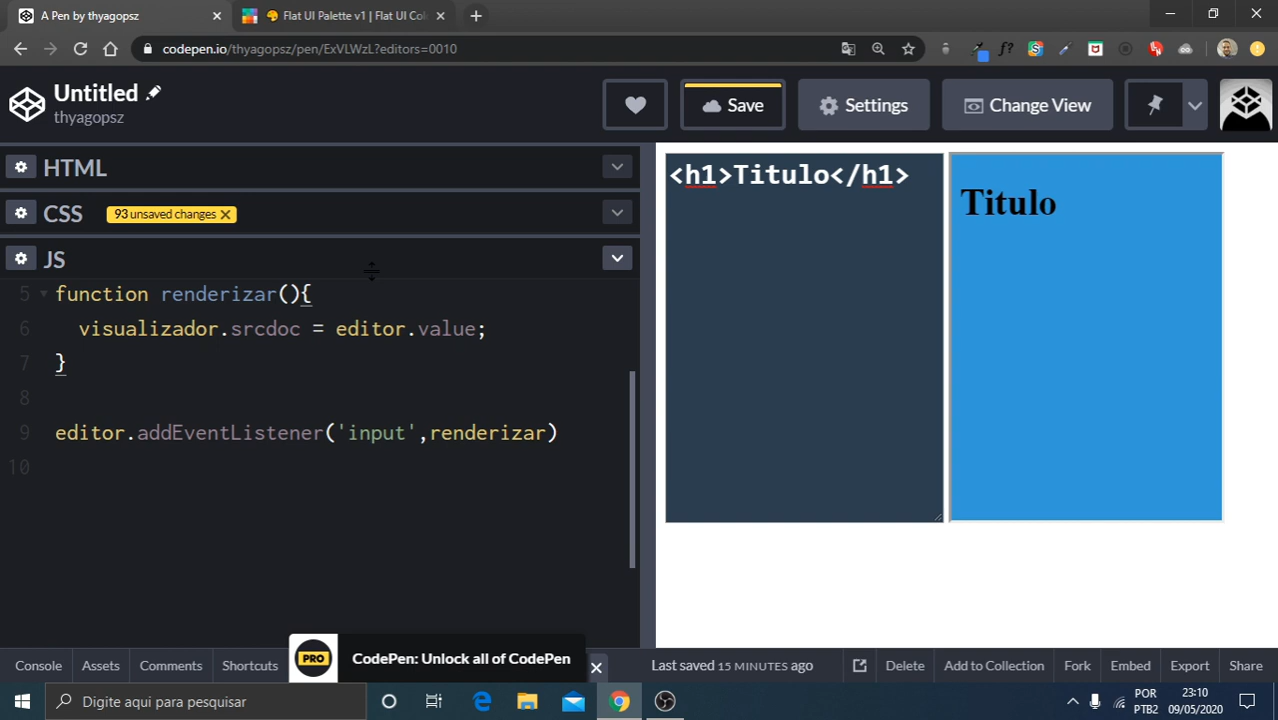 A Pen by thyagopsz
Flat UI Palette v1 | Flat UI Col
codepen.io/thyagopsz/pen/ExVLWzL?editors=0010
Untitled
thyagopsz
Save
Settings
Change View
HTML
CSS
93 unsaved changes
JS
5 function renderizar(){
6 visualizador.srcdoc = editor.value;
7 }
8
9 editor.addEventListener('input',renderizar)
10
<h1>Titulo</h1>
Titulo
Console
Assets
Comments
Shortcuts
PRO
CodePen: Unlock all of CodePen
Last saved 15 MINUTES ago
Delete
Add to Collection
Fork
Embed
Export
Share
Digite aqui para pesquisar
POR
PTB2
23:10
09/05/2020